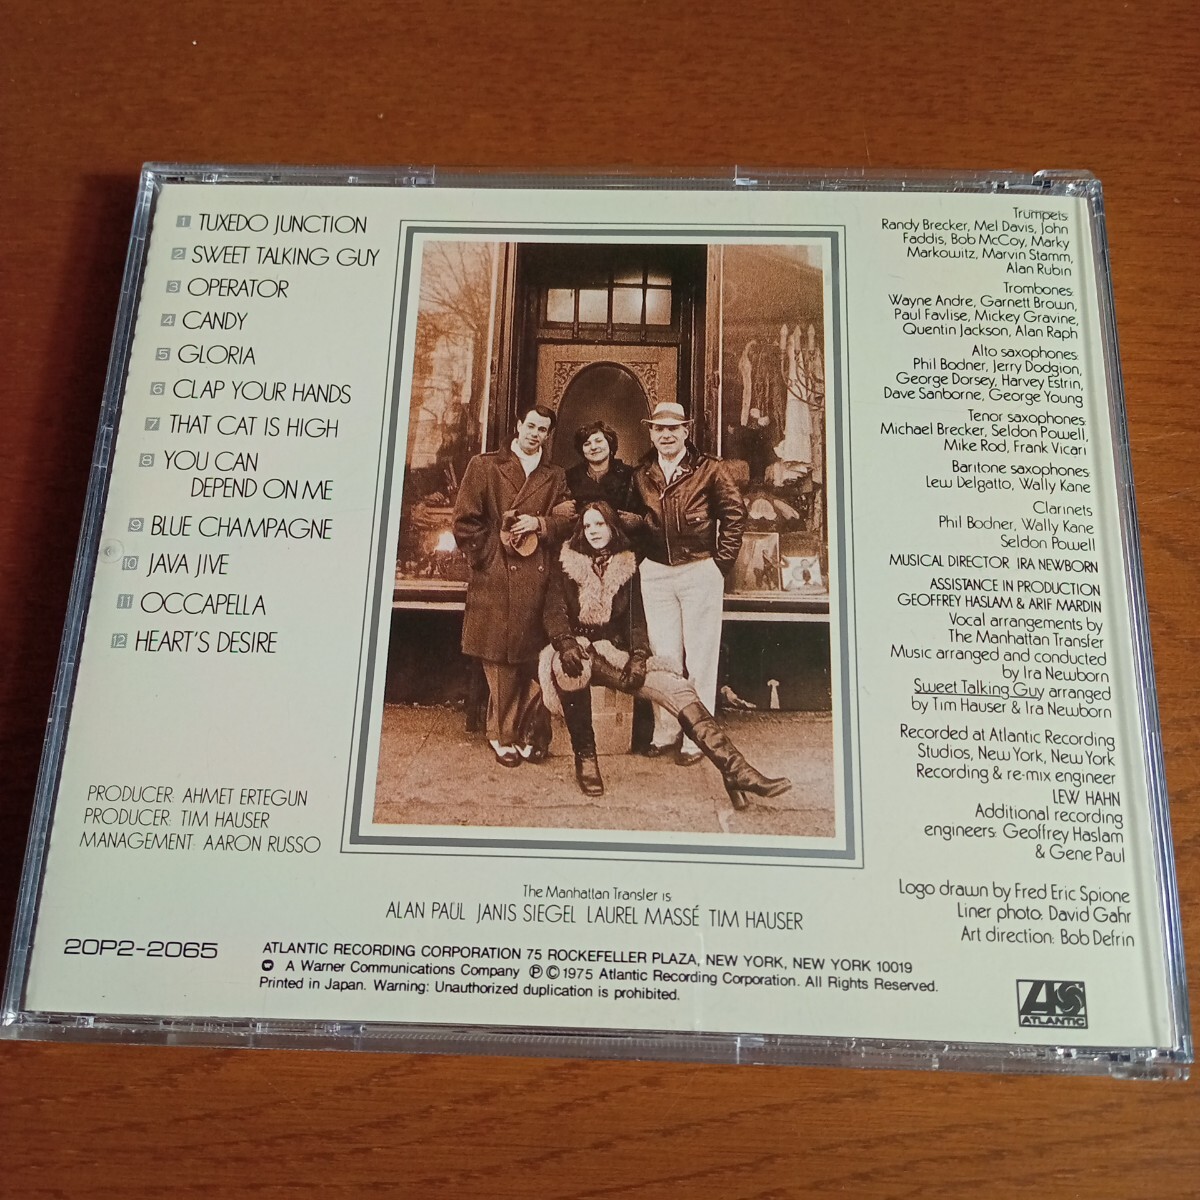 1 TUXEDO JUNCTION
2 SWEET TALKING GUY
3 OPERATOR
4 CANDY
5 GLORIA
6 CLAP YOUR HANDS
7 THAT CAT IS HIGH
8 YOU CAN
DEPEND ON ME
9 BLUE CHAMPAGNE
10 JAVA JIVE
11 OCCAPELLA
12 HEART'S DESIRE
PRODUCER: AHMET ERTEGUN
PRODUCER: TIM HAUSER
MANAGEMENT: AARON RUSSO
Trumpets:
Randy Brecker, Mel Davis, John
Faddis, Bob McCoy, Marky
Markowitz, Marvin Stamm,
Alan Rubin
Trombones:
Wayne Andre, Garnett Brown,
Paul Favlise, Mickey Gravine,
Quentin Jackson, Alan Raph
Alto saxophones:
Phil Bodner, Jerry Dodgion,
George Dorsey, Harvey Estrin,
Dave Sanborne, George Young
Tenor saxophones:
Michael Brecker, Seldon Powell,
Mike Rod, Frank Vicari
Baritone saxophones
Lew Delgatto, Wally Kane
Clarinets
Phil Bodner, Wally Kane
Seldon Powell
MUSICAL DIRECTOR IRA NEWBORN
ASSISTANCE IN PRODUCTION
GEOFFREY HASLAM & ARIF MARDIN
Vocal arrangements by
The Manhattan Transfer
Music arranged and conducted
by Ira Newborn
Sweet Talking Guy arranged
by Tim Hauser & Ira Newborn
Recorded at Atlantic Recording
Studios, New York, New York
Recording & re-mix engineer
LEW HAHN
Additional recording
engineers: Geoffrey Haslam
& Gene Paul
Logo drawn by Fred Eric Spione
Liner photo: David Gahr
Art direction: Bob Defrin
The Manhattan Transfer is
ALAN PAUL JANIS SIEGEL LAUREL MASSÉ TIM HAUSER
20P2-2065
ATLANTIC RECORDING CORPORATION 75 ROCKEFELLER PLAZA, NEW YORK, NEW YORK 10019
A Warner Communications Company ℗©1975 Atlantic Recording Corporation. All Rights Reserved.
Printed in Japan. Warning: Unauthorized duplication is prohibited.
ATLANTIC